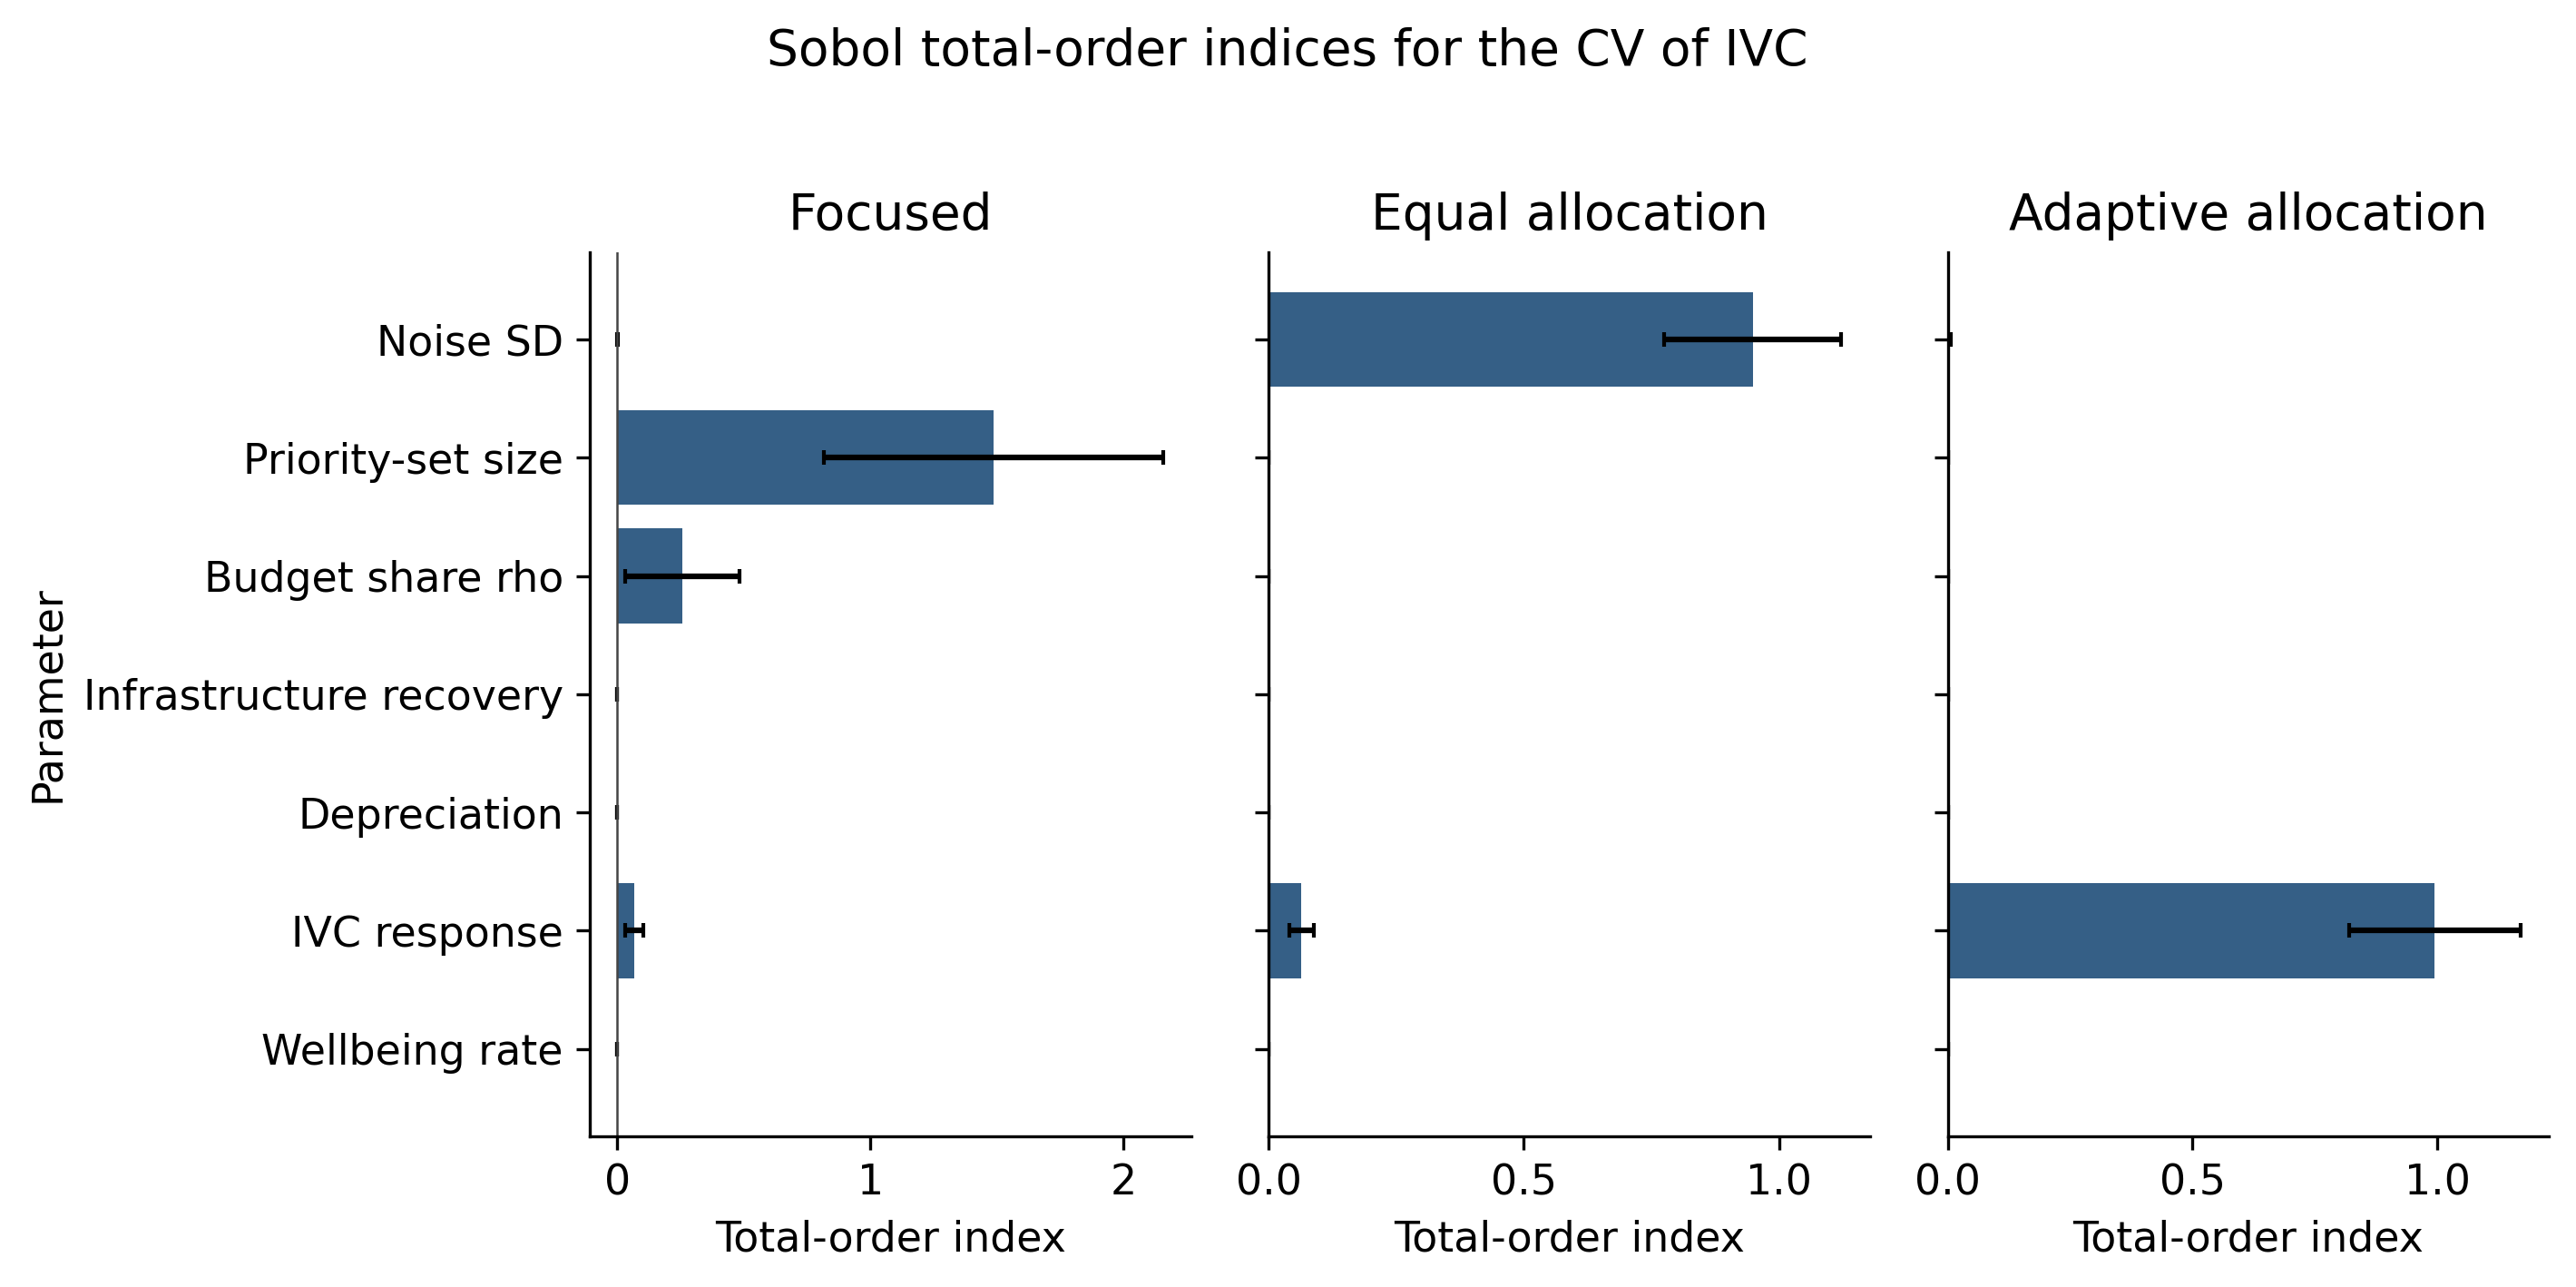 Sobol total-order indices for the CV of IVC
Focused
Equal allocation
Adaptive allocation
Parameter
Noise SD
Priority-set size
Budget share rho
Infrastructure recovery
Depreciation
IVC response
Wellbeing rate
0 1 2
0.0 0.5 1.0
0.0 0.5 1.0
Total-order index
Total-order index
Total-order index